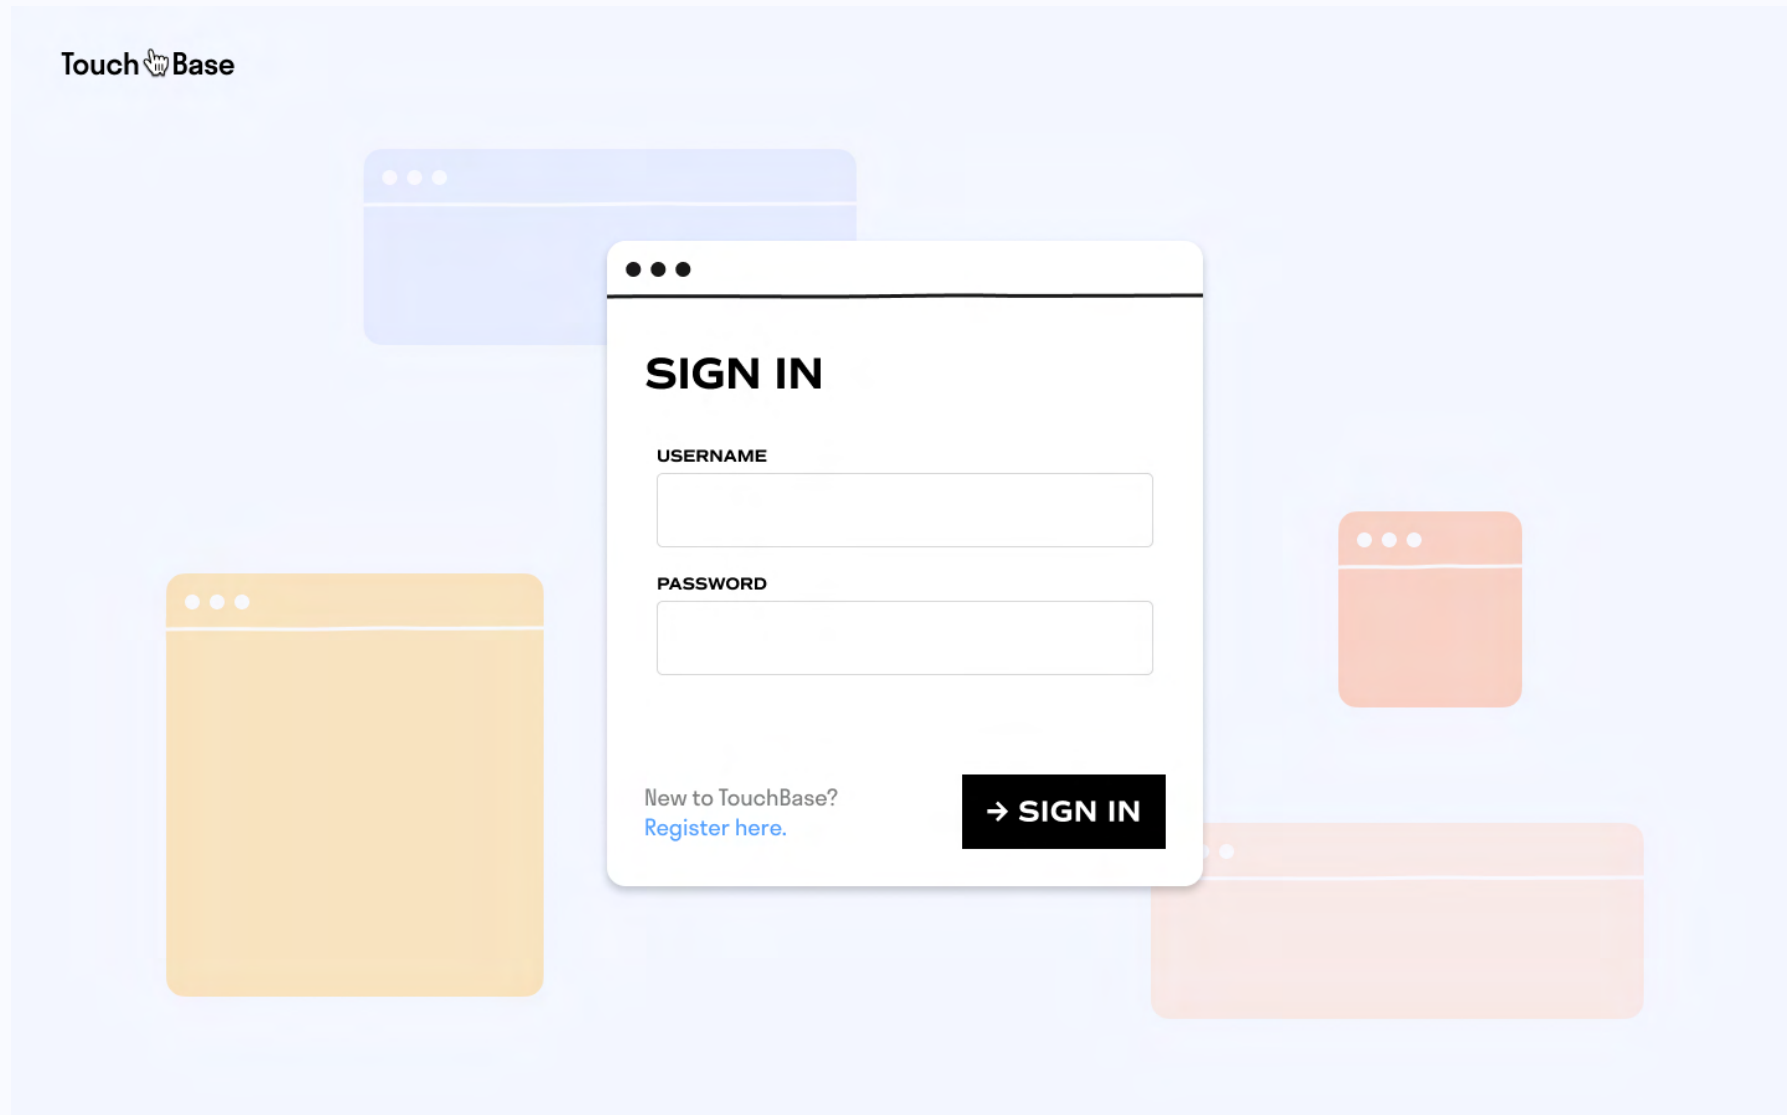 Touch Base
SIGN IN
USERNAME
PASSWORD
New to TouchBase?
Register here.
→ SIGN IN